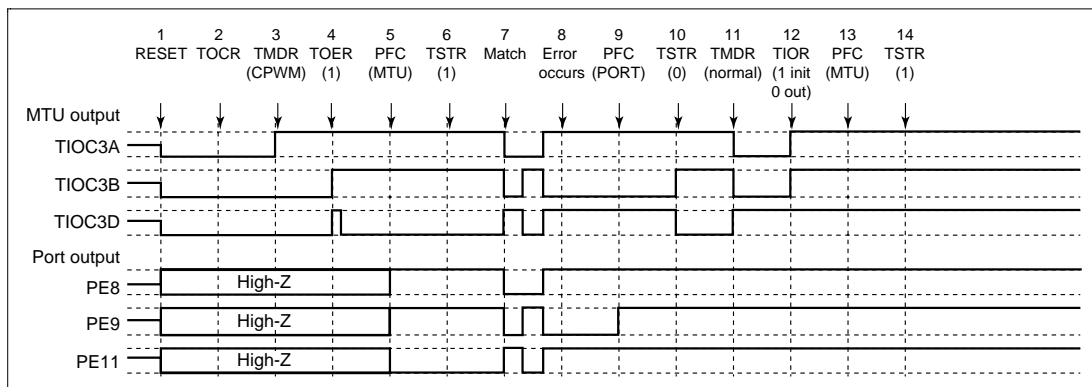 1 2 3 4 5 6 7 8 9 10 11 12 13 14
RESET TOCR TMDR TOER PFC TSTR Match Error PFC TSTR TMDR TIOR PFC TSTR
(CPWM) (1) (MTU) (1) occurs (PORT) (0) (normal) (1 init (MTU) (1)
0 out)
MTU output
TIOC3A
TIOC3B
TIOC3D
Port output
PE8 High-Z
PE9 High-Z
PE11 High-Z